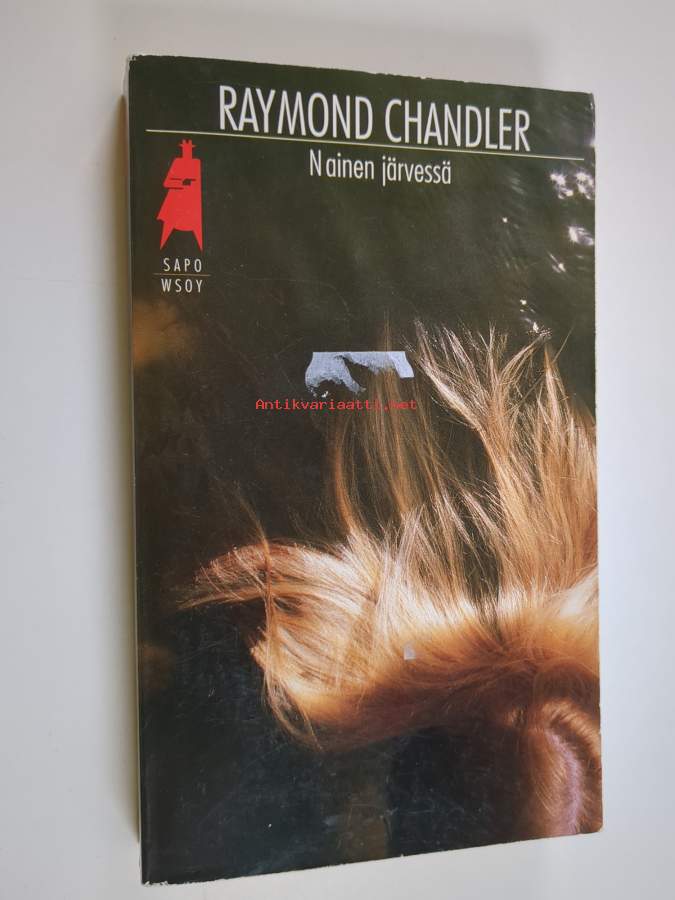 RAYMOND CHANDLER
Nainen järvessä
SAPO
WSOY
Antikvariaatti.net